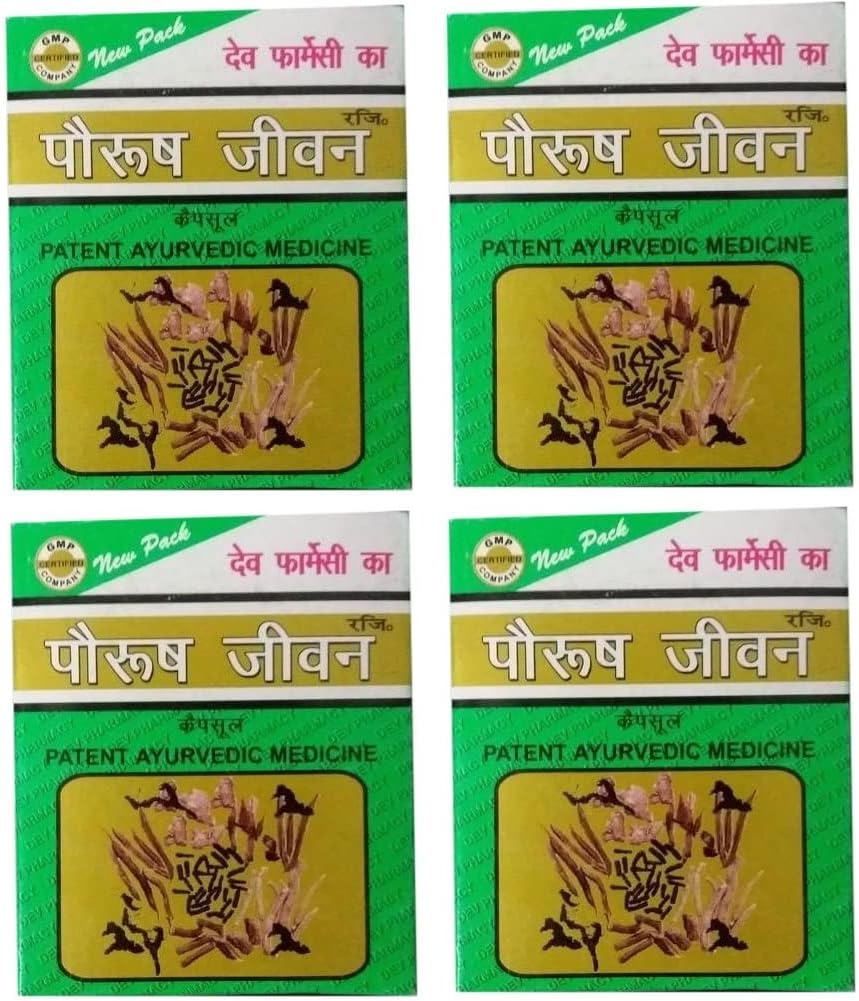 GMP
CERTIFIED
COMPANY
New Pack
देव फार्मेसी का
रजि॰
पौरूष जीवन
कैपसूल
PATENT AYURVEDIC MEDICINE
GMP
CERTIFIED
COMPANY
New Pack
देव फार्मेसी का
रजि॰
पौरूष जीवन
कैपसूल
PATENT AYURVEDIC MEDICINE
GMP
CERTIFIED
COMPANY
New Pack
देव फार्मेसी का
रजि॰
पौरूष जीवन
कैपसूल
PATENT AYURVEDIC MEDICINE
GMP
CERTIFIED
COMPANY
New Pack
देव फार्मेसी का
रजि॰
पौरूष जीवन
कैपसूल
PATENT AYURVEDIC MEDICINE